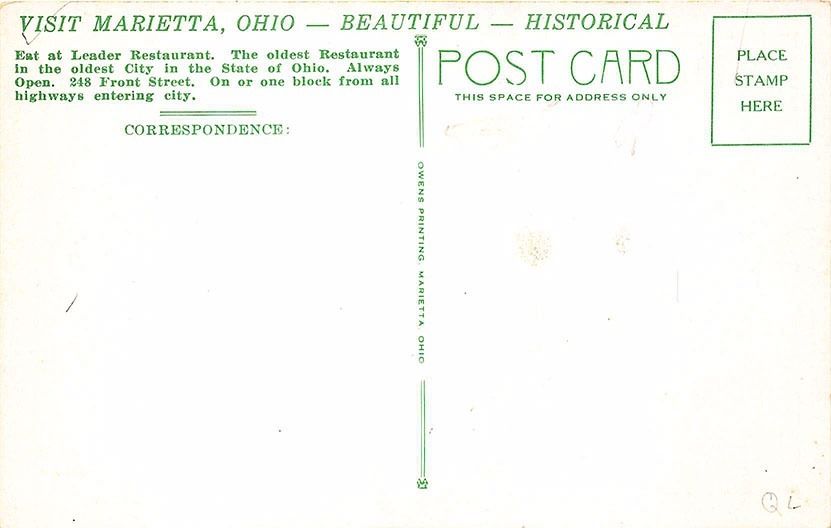 VISIT MARIETTA, OHIO — BEAUTIFUL — HISTORICAL
Eat at Leader Restaurant. The oldest Restaurant
in the oldest City in the State of Ohio. Always
Open. 248 Front Street. On or one block from all
highways entering city.
CORRESPONDENCE:
OWENS PRINTING, MARIETTA, OHIO
POST CARD
THIS SPACE FOR ADDRESS ONLY
PLACE
STAMP
HERE
QL